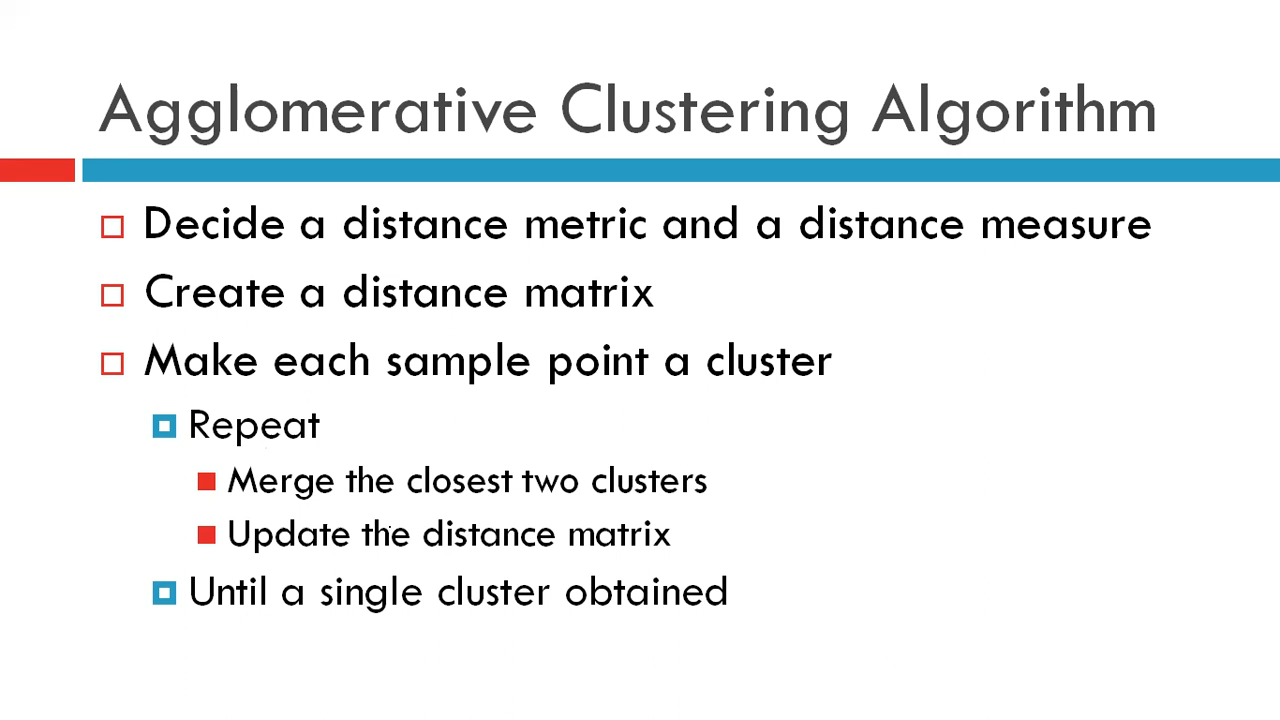 Agglomerative Clustering Algorithm
Decide a distance metric and a distance measure
Create a distance matrix
Make each sample point a cluster
Repeat
Merge the closest two clusters
Update the distance matrix
Until a single cluster obtained